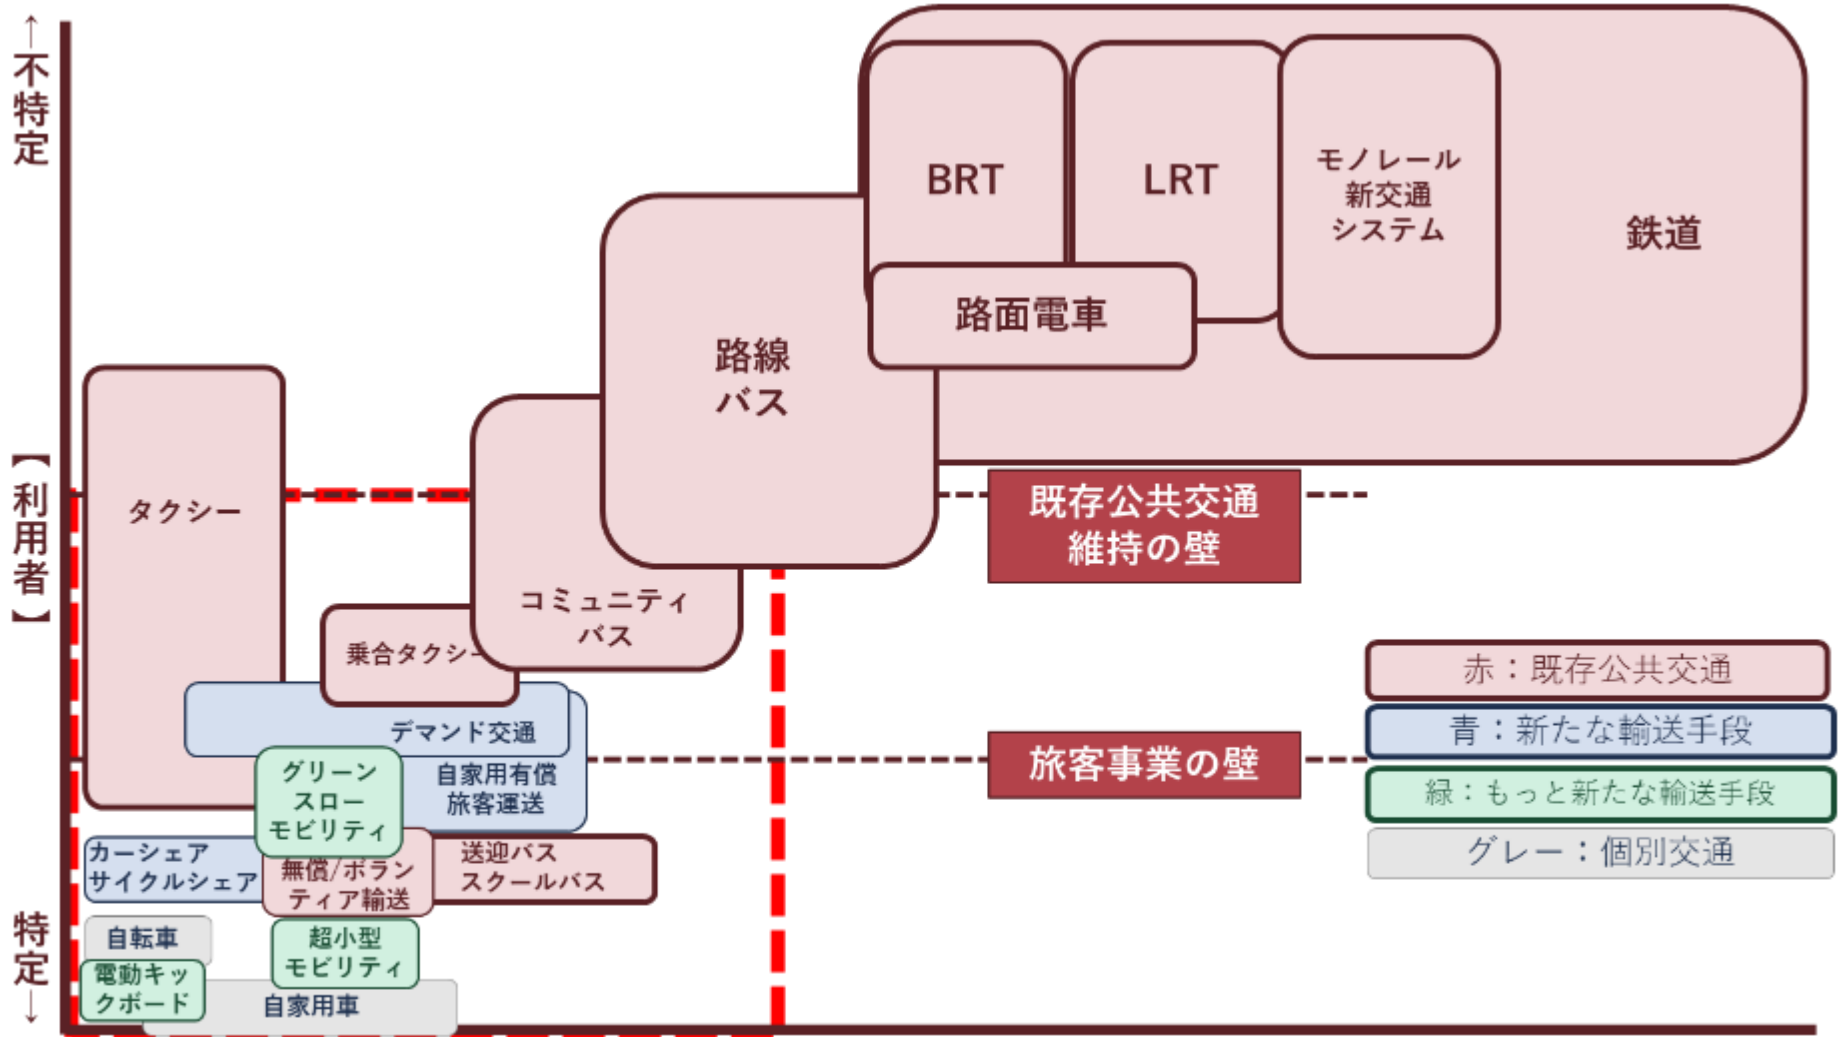 ↑不特定
【利用者】
特定↓
BRT
LRT
モノレール
新交通
システム
鉄道
路面電車
路線
バス
タクシー
既存公共交通
維持の壁
コミュニティ
バス
乗合タクシー
デマンド交通
旅客事業の壁
グリーン
スロー
モビリティ
自家用有償
旅客運送
カーシェア
サイクルシェア
無償/ボラン
ティア輸送
送迎バス
スクールバス
自転車
超小型
モビリティ
電動キッ
クボード
自家用車
赤：既存公共交通
青：新たな輸送手段
緑：もっと新たな輸送手段
グレー：個別交通